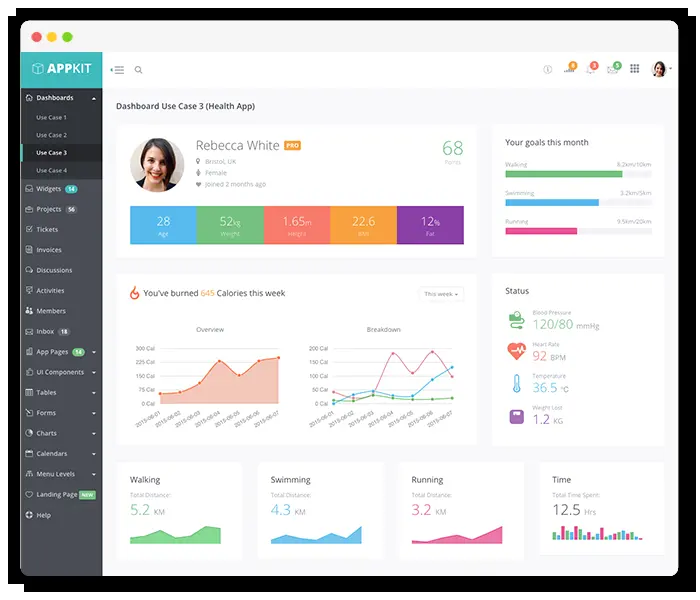 APPKIT
Dashboards
Use Case 1
Use Case 2
Use Case 3
Use Case 4
Widgets 14
Projects 56
Tickets
Invoices
Discussions
Activities
Members
Inbox 18
App Pages 14
UI Components
Tables
Forms
Charts
Calendars
Menu Levels
Landing Page NEW
Help
Dashboard Use Case 3 (Health App)
Rebecca White PRO
Bristol, UK
Female
Joined 2 months ago
68
Points
28
Age
52kg
Weight
1.65m
Height
22.6
BMI
12%
Fat
Your goals this month
Walking 8.2km/10km
Swimming 3.2km/5km
Running 9.5km/20km
You've burned 645 Calories this week
This week
Overview
300 Cal
225 Cal
150 Cal
75 Cal
0 Cal
2015-06-01
2015-06-02
2015-06-03
2015-06-04
2015-06-05
2015-06-06
2015-06-07
Breakdown
200 Cal
150 Cal
100 Cal
50 Cal
0 Cal
2015-06-01
2015-06-02
2015-06-03
2015-06-04
2015-06-05
2015-06-06
2015-06-07
Status
Blood Pressure
120/80 mmHg
Heart Rate
92 BPM
Temperature
36.5 °C
Weight Lost
1.2 KG
Walking
Total Distance:
5.2 KM
Swimming
Total Distance:
4.3 KM
Running
Total Distance:
3.2 KM
Time
Total Time Spent:
12.5 Hrs